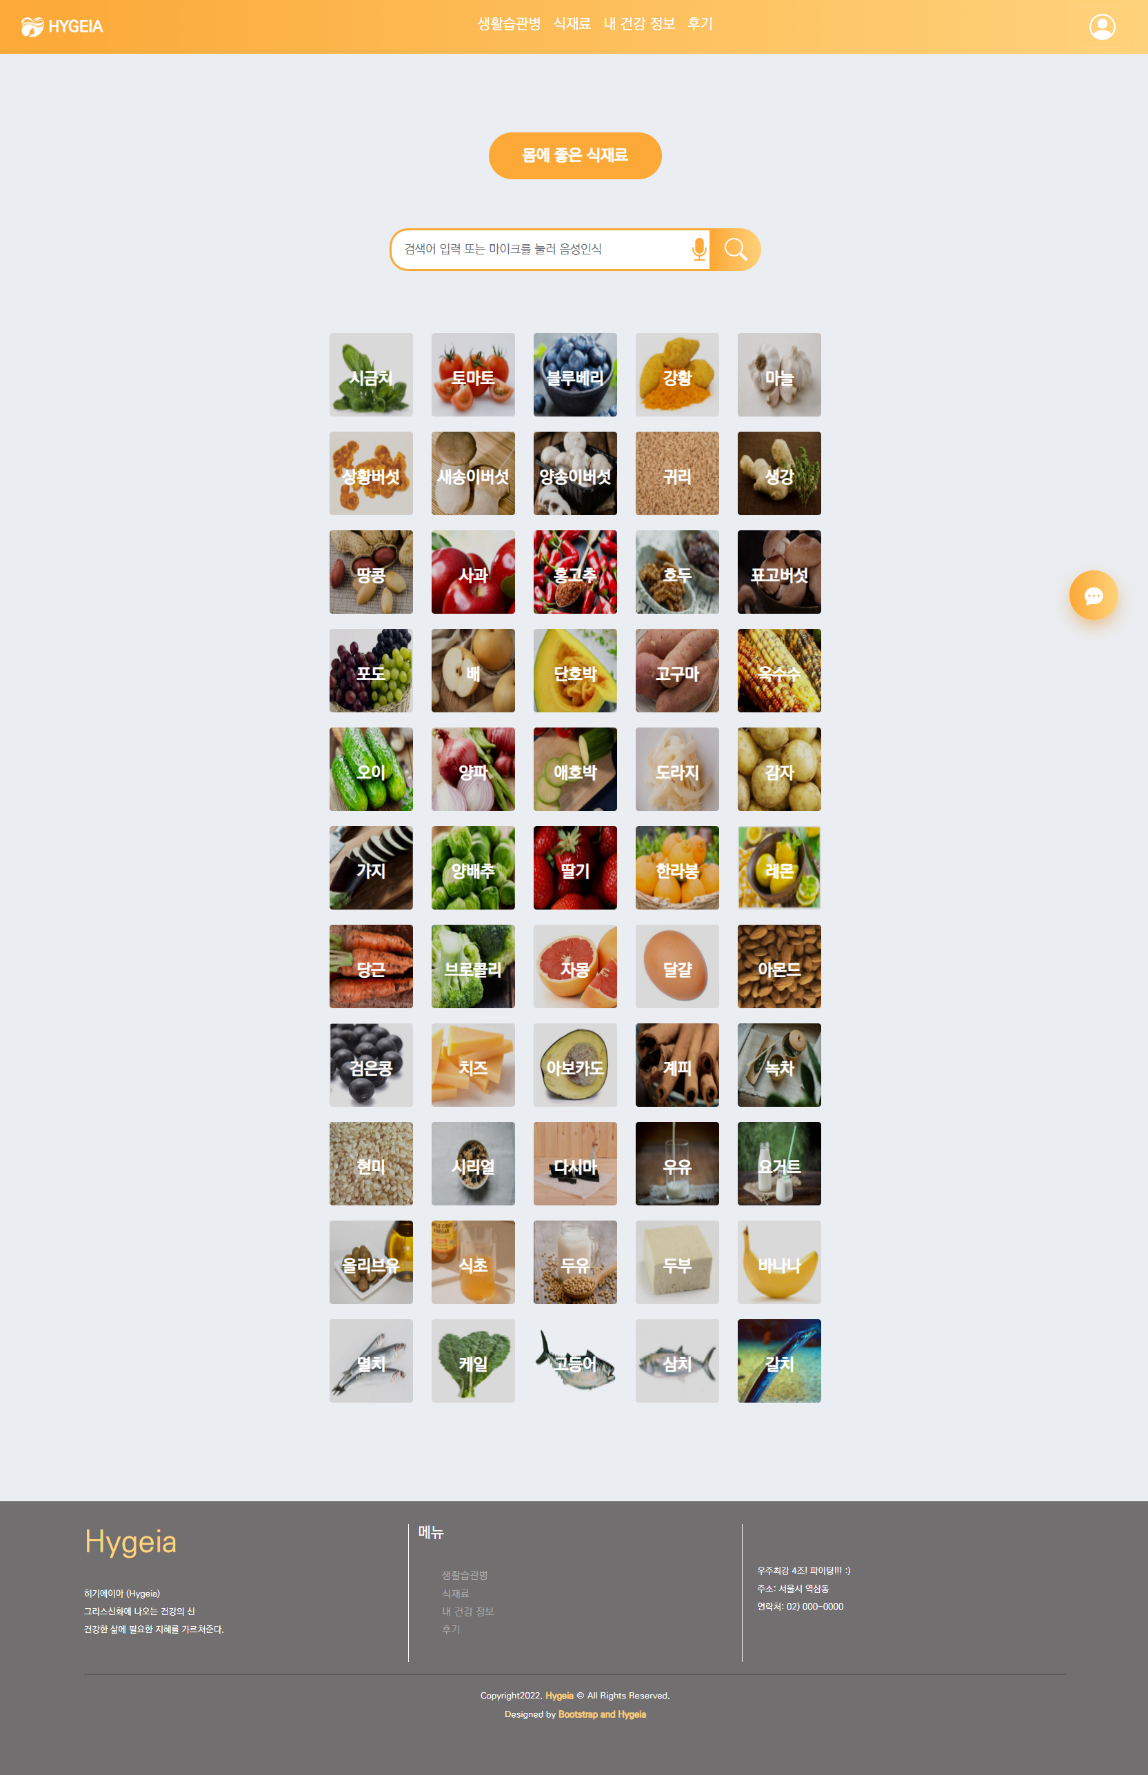 HYGEIA
생활습관병 식재료 내 건강 정보 후기
몸에 좋은 식재료
검색어 입력 또는 마이크를 눌러 음성인식
시금치 토마토 블루베리 강황 마늘
상황버섯 새송이버섯 양송이버섯 귀리 생강
땅콩 사과 홍고추 호두 표고버섯
포도 배 단호박 고구마 옥수수
오이 양파 애호박 도라지 감자
가지 양배추 딸기 한라봉 레몬
당근 브로콜리 자몽 달걀 아몬드
검은콩 치즈 아보카도 계피 녹차
현미 시리얼 다시마 우유 요거트
올리브유 식초 두유 두부 바나나
멸치 케일 고등어 삼치 갈치
Hygeia
히기에이아 (Hygeia)
그리스신화에 나오는 건강의 신
건강한 삶에 필요한 지혜를 가르쳐준다.
메뉴
생활습관병
식재료
내 건강 정보
후기
우주최강 4조! 파이팅!!! :)
주소: 서울시 역삼동
연락처: 02) 000-0000
Copyright2022. Hygeia © All Rights Reserved.
Designed by Bootstrap and Hygeia